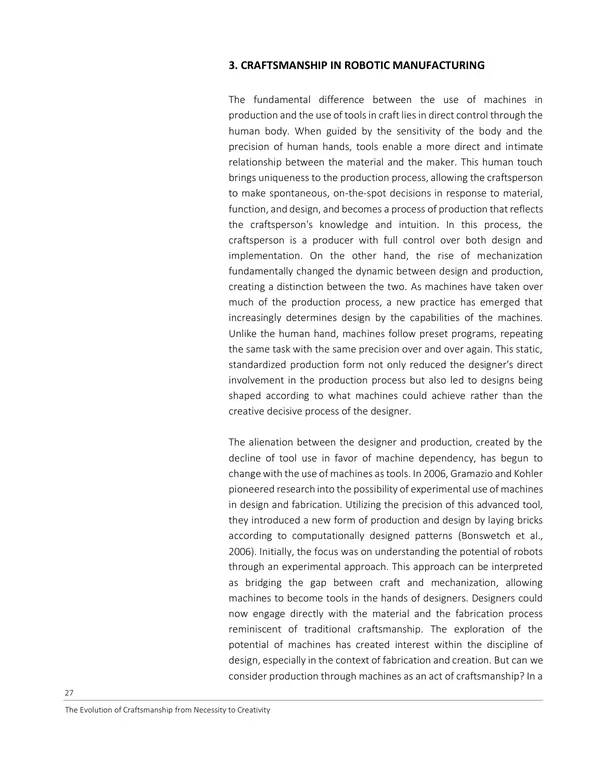 3. CRAFTSMANSHIP IN ROBOTIC MANUFACTURING
The fundamental difference between the use of machines in
production and the use of tools in craft lies in direct control through the
human body. When guided by the sensitivity of the body and the
precision of human hands, tools enable a more direct and intimate
relationship between the material and the maker. This human touch
brings uniqueness to the production process, allowing the craftsperson
to make spontaneous, on-the-spot decisions in response to material,
function, and design, and becomes a process of production that reflects
the craftsperson's knowledge and intuition. In this process, the
craftsperson is a producer with full control over both design and
implementation. On the other hand, the rise of mechanization
fundamentally changed the dynamic between design and production,
creating a distinction between the two. As machines have taken over
much of the production process, a new practice has emerged that
increasingly determines design by the capabilities of the machines.
Unlike the human hand, machines follow preset programs, repeating
the same task with the same precision over and over again. This static,
standardized production form not only reduced the designer's direct
involvement in the production process but also led to designs being
shaped according to what machines could achieve rather than the
creative decisive process of the designer.
The alienation between the designer and production, created by the
decline of tool use in favor of machine dependency, has begun to
change with the use of machines as tools. In 2006, Gramazio and Kohler
pioneered research into the possibility of experimental use of machines
in design and fabrication. Utilizing the precision of this advanced tool,
they introduced a new form of production and design by laying bricks
according to computationally designed patterns (Bonswetch et al.,
2006). Initially, the focus was on understanding the potential of robots
through an experimental approach. This approach can be interpreted
as bridging the gap between craft and mechanization, allowing
machines to become tools in the hands of designers. Designers could
now engage directly with the material and the fabrication process
reminiscent of traditional craftsmanship. The exploration of the
potential of machines has created interest within the discipline of
design, especially in the context of fabrication and creation. But can we
consider production through machines as an act of craftsmanship? In a
27
The Evolution of Craftsmanship from Necessity to Creativity